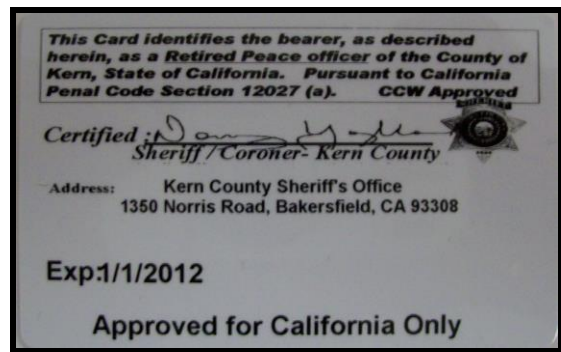 This Card identifies the bearer, as described
herein, as a Retired Peace officer of the County of
Kern, State of California. Pursuant to California
Penal Code Section 12027 (a). CCW Approved
SHERIFF
Certified :
Sheriff / Coroner- Kern County
Address: Kern County Sheriff's Office
1350 Norris Road, Bakersfield, CA 93308
Exp:1/1/2012
Approved for California Only